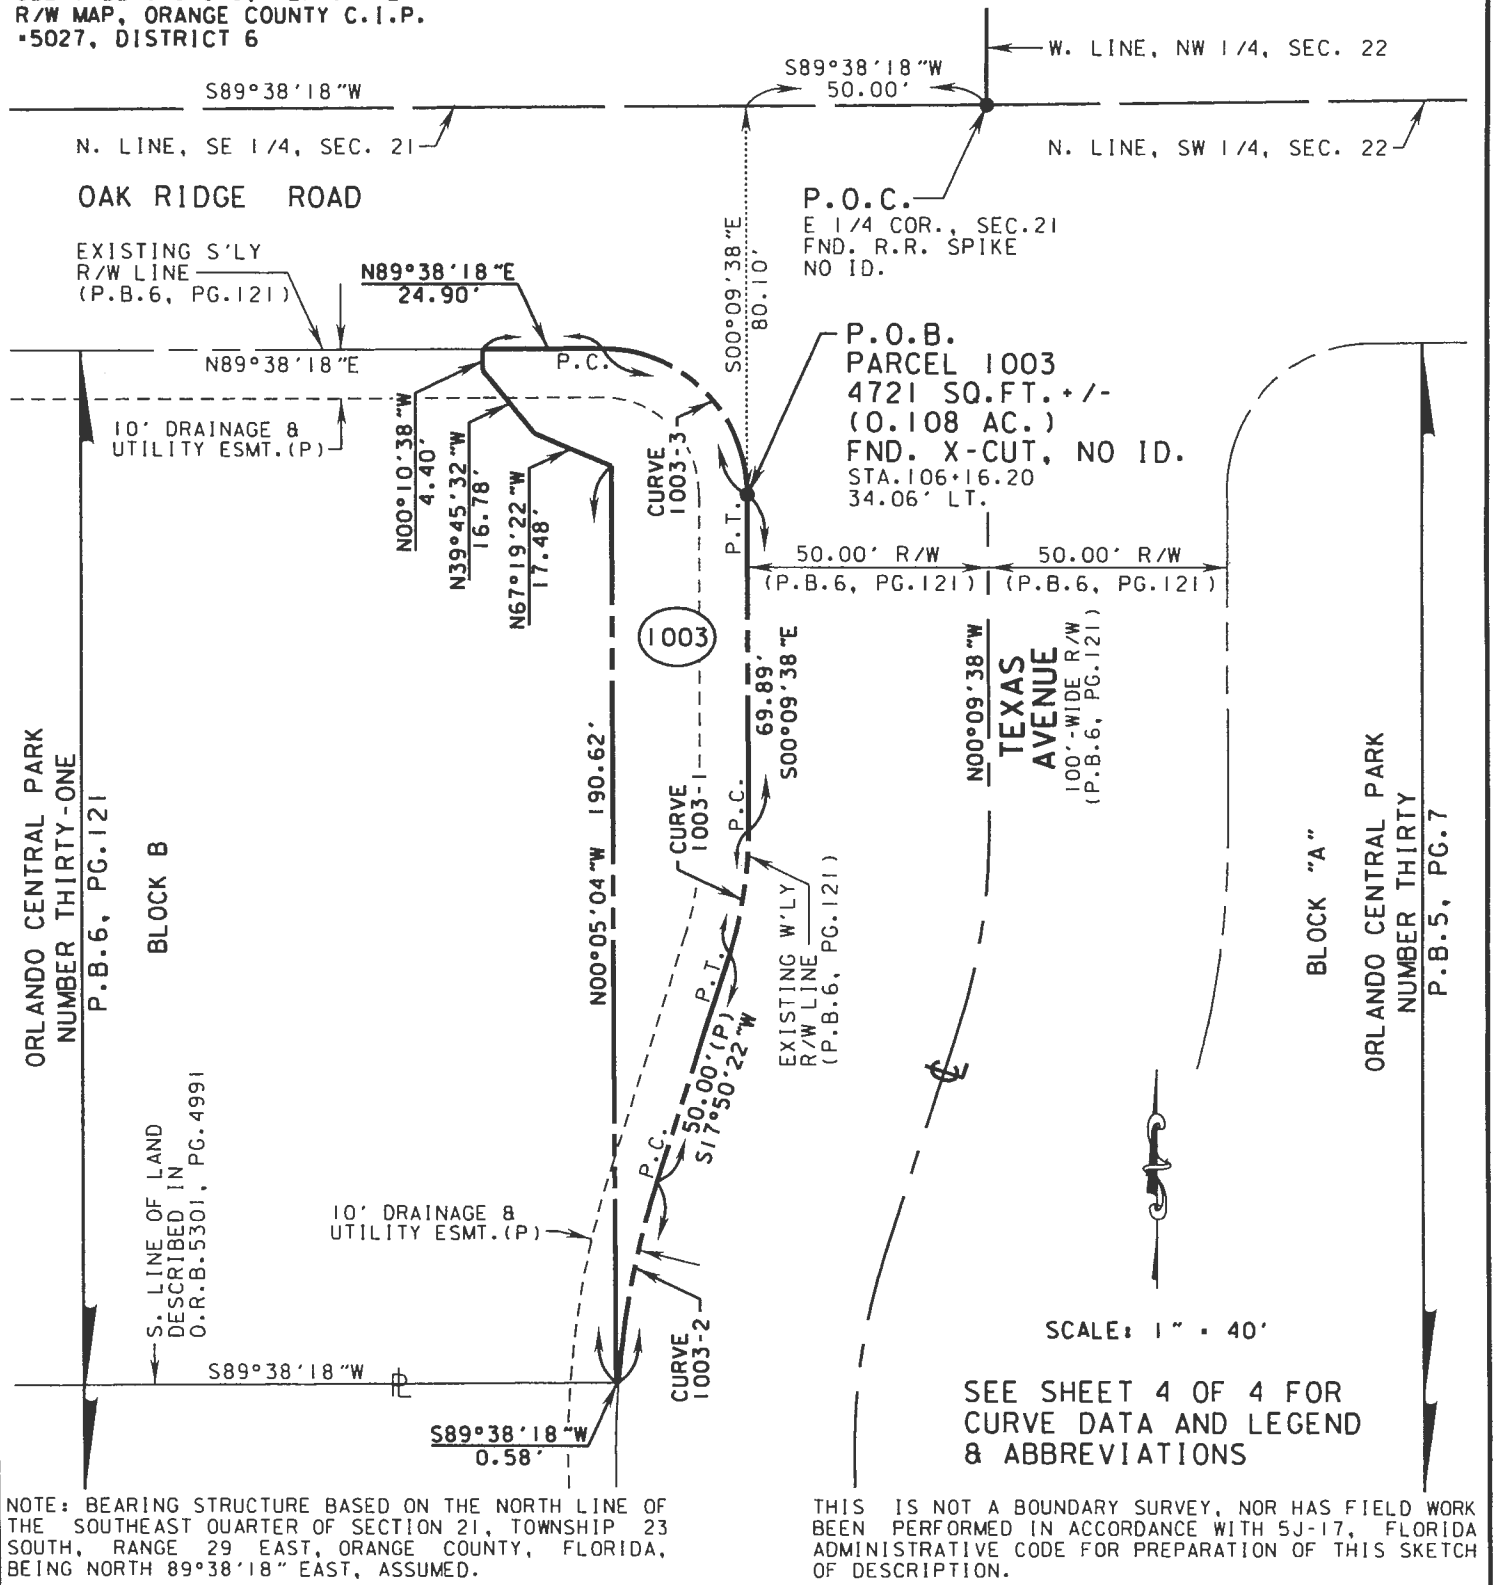 R/W MAP, ORANGE COUNTY C.I.P.
#5027, DISTRICT 6
W. LINE, NW 1/4, SEC. 22
S89°38'18"W
50.00'
S89°38'18"W
N. LINE, SE 1/4, SEC. 21
N. LINE, SW 1/4, SEC. 22
OAK RIDGE ROAD
P.O.C.
E 1/4 COR., SEC.21
FND. R.R. SPIKE
NO ID.
S00°09'38"E
80.10'
EXISTING S'LY
R/W LINE
(P.B.6, PG.121)
N89°38'18"E
24.90'
N89°38'18"E
P.C.
P.O.B.
PARCEL 1003
4721 SQ.FT.+/-
(0.108 AC.)
FND. X-CUT, NO ID.
STA.106+16.20
34.06' LT.
10' DRAINAGE &
UTILITY ESMT.(P)
N00°10'38"W
4.40'
N39°45'32"W
16.78'
N67°19'22"W
17.48'
CURVE
1003-3
P.T.
50.00' R/W
(P.B.6, PG.121)
50.00' R/W
(P.B.6, PG.121)
1003
69.89'
S00°09'38"E
N00°09'38"W
TEXAS
AVENUE
100'-WIDE R/W
(P.B.6, PG.121)
N00°05'04"W 190.62'
CURVE
1003-1
P.C.
EXISTING W'LY
R/W LINE
(P.B.6, PG.121)
P.T.
50.00'(P)
S17°50'22"W
P.C.
ORLANDO CENTRAL PARK
NUMBER THIRTY-ONE
P.B.6, PG.121
BLOCK B
BLOCK "A"
ORLANDO CENTRAL PARK
NUMBER THIRTY
P.B.5, PG.7
S. LINE OF LAND
DESCRIBED IN
O.R.B.5301, PG.4991
10' DRAINAGE &
UTILITY ESMT.(P)
CURVE
1003-2
S89°38'18"W
S89°38'18"W
0.58'
SCALE: 1" = 40'
SEE SHEET 4 OF 4 FOR
CURVE DATA AND LEGEND
& ABBREVIATIONS
NOTE: BEARING STRUCTURE BASED ON THE NORTH LINE OF
THE SOUTHEAST QUARTER OF SECTION 21, TOWNSHIP 23
SOUTH, RANGE 29 EAST, ORANGE COUNTY, FLORIDA,
BEING NORTH 89°38'18" EAST, ASSUMED.
THIS IS NOT A BOUNDARY SURVEY, NOR HAS FIELD WORK
BEEN PERFORMED IN ACCORDANCE WITH 5J-17, FLORIDA
ADMINISTRATIVE CODE FOR PREPARATION OF THIS SKETCH
OF DESCRIPTION.